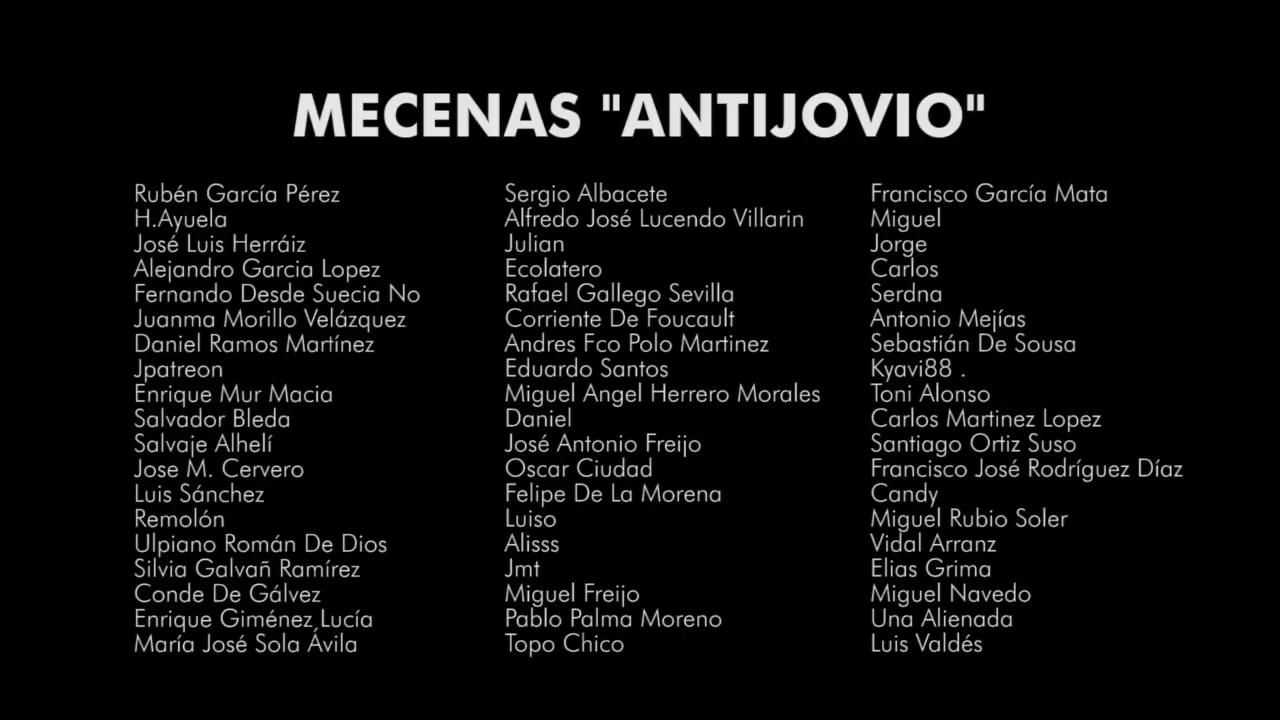 MECENAS "ANTIJOVIO"
Rubén García Pérez
H.Ayuela
José Luis Herráiz
Alejandro Garcia Lopez
Fernando Desde Suecia No
Juanma Morillo Velázquez
Daniel Ramos Martínez
Jpatreon
Enrique Mur Macia
Salvador Bleda
Salvaje Alhelí
Jose M. Cervero
Luis Sánchez
Remolón
Ulpiano Román De Dios
Silvia Galvañ Ramírez
Conde De Gálvez
Enrique Giménez Lucía
María José Sola Ávila
Sergio Albacete
Alfredo José Lucendo Villarin
Julian
Ecolatero
Rafael Gallego Sevilla
Corriente De Foucault
Andres Fco Polo Martinez
Eduardo Santos
Miguel Angel Herrero Morales
Daniel
José Antonio Freijo
Oscar Ciudad
Felipe De La Morena
Luiso
Alisss
Jmt
Miguel Freijo
Pablo Palma Moreno
Topo Chico
Francisco García Mata
Miguel
Jorge
Carlos
Serdna
Antonio Mejías
Sebastián De Sousa
Kyavi88 .
Toni Alonso
Carlos Martinez Lopez
Santiago Ortiz Suso
Francisco José Rodríguez Díaz
Candy
Miguel Rubio Soler
Vidal Arranz
Elias Grima
Miguel Navedo
Una Alienada
Luis Valdés